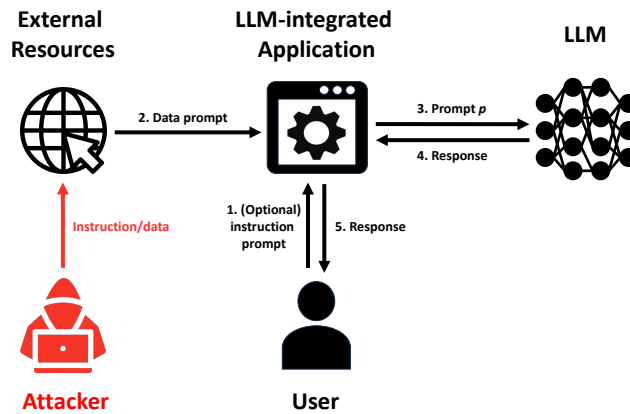 External
Resources
LLM-integrated
Application
LLM
2. Data prompt
3. Prompt p
4. Response
1. (Optional)
instruction
prompt
5. Response
Instruction/data
Attacker
User